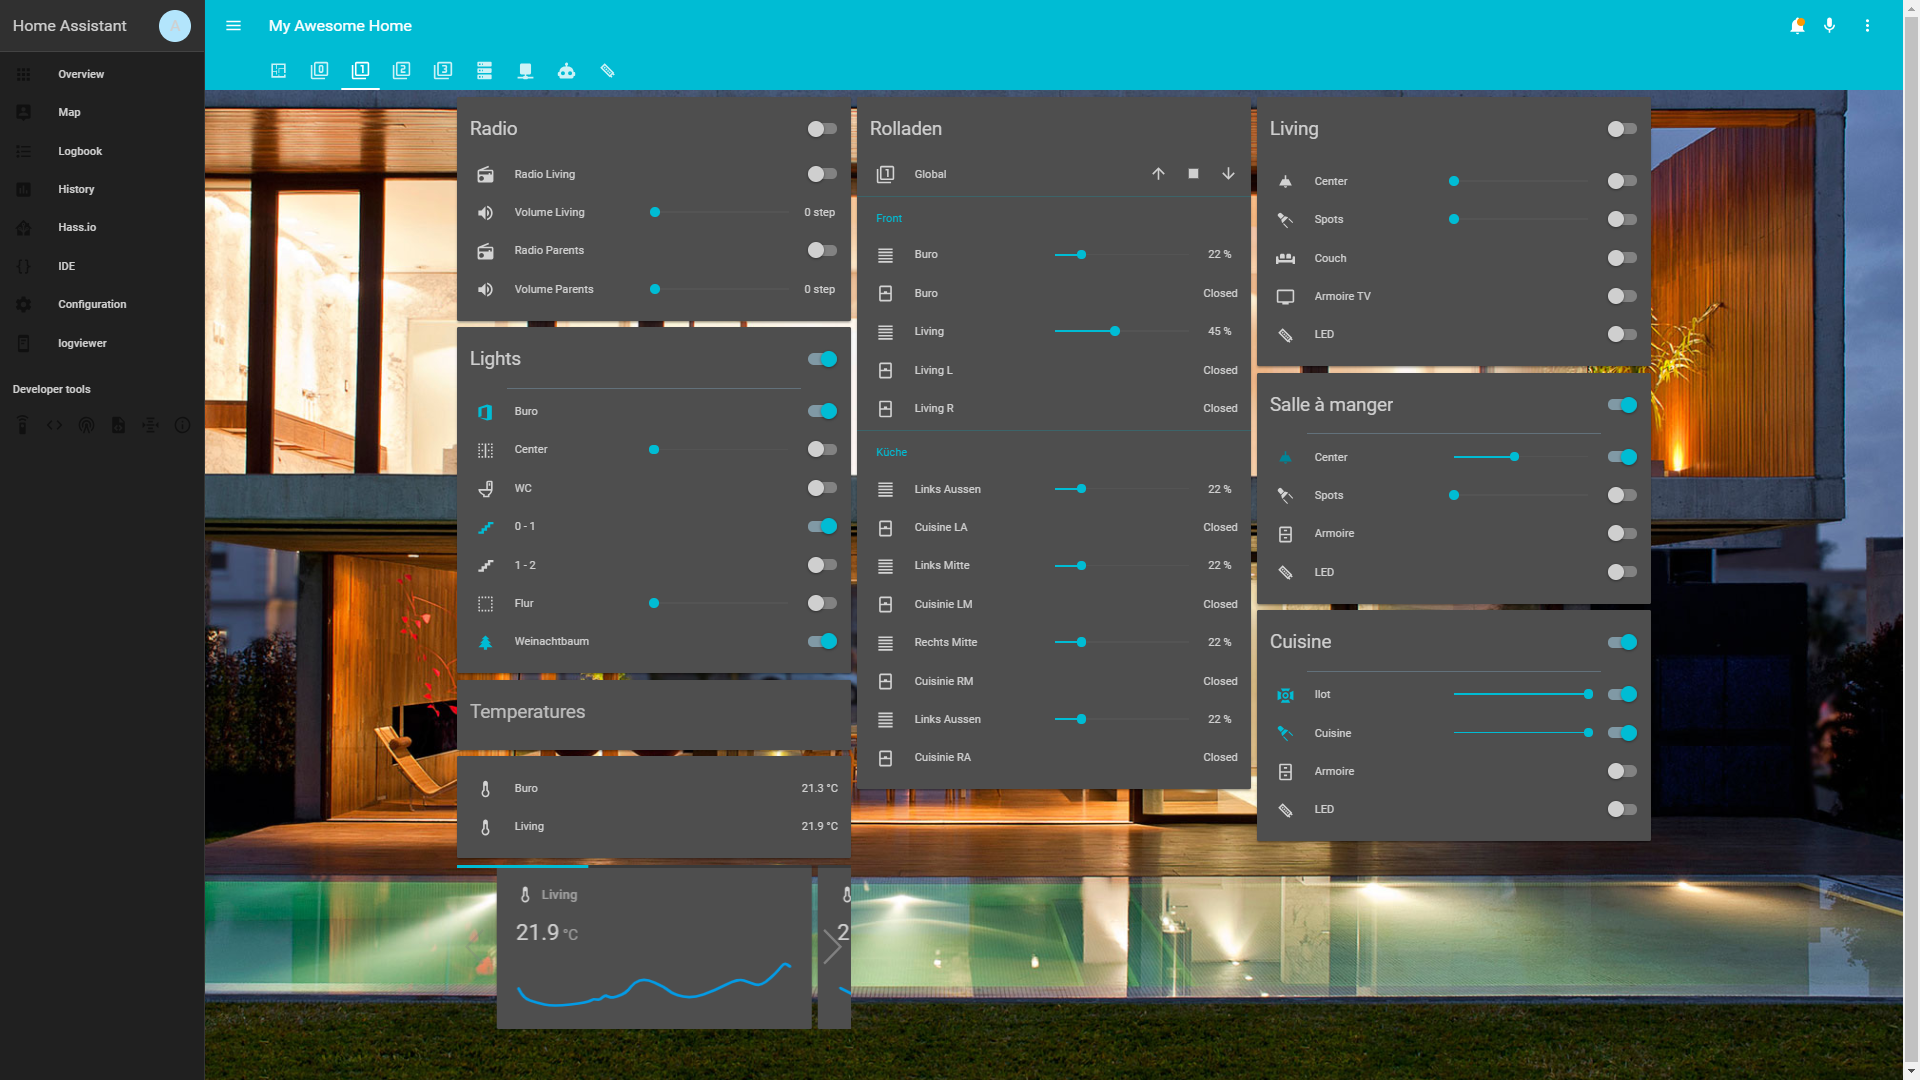 Home Assistant
A
My Awesome Home
0
1
2
3
Overview
Map
Logbook
History
Hass.io
IDE
Configuration
logviewer
Developer tools
Radio
Radio Living
Volume Living 0 step
Radio Parents
Volume Parents 0 step
Lights
Buro
Center
WC
0 - 1
1 - 2
Flur
Weinachtbaum
Temperatures
Buro 21.3 °C
Living 21.9 °C
Living
21.9 °C
2
Rolladen
1 Global
Front
Buro 22 %
Buro Closed
Living 45 %
Living L Closed
Living R Closed
Küche
Links Aussen 22 %
Cuisine LA Closed
Links Mitte 22 %
Cuisinie LM Closed
Rechts Mitte 22 %
Cuisinie RM Closed
Links Aussen 22 %
Cuisinie RA Closed
Living
Center
Spots
Couch
Armoire TV
LED
Salle à manger
Center
Spots
Armoire
LED
Cuisine
Ilot
Cuisine
Armoire
LED